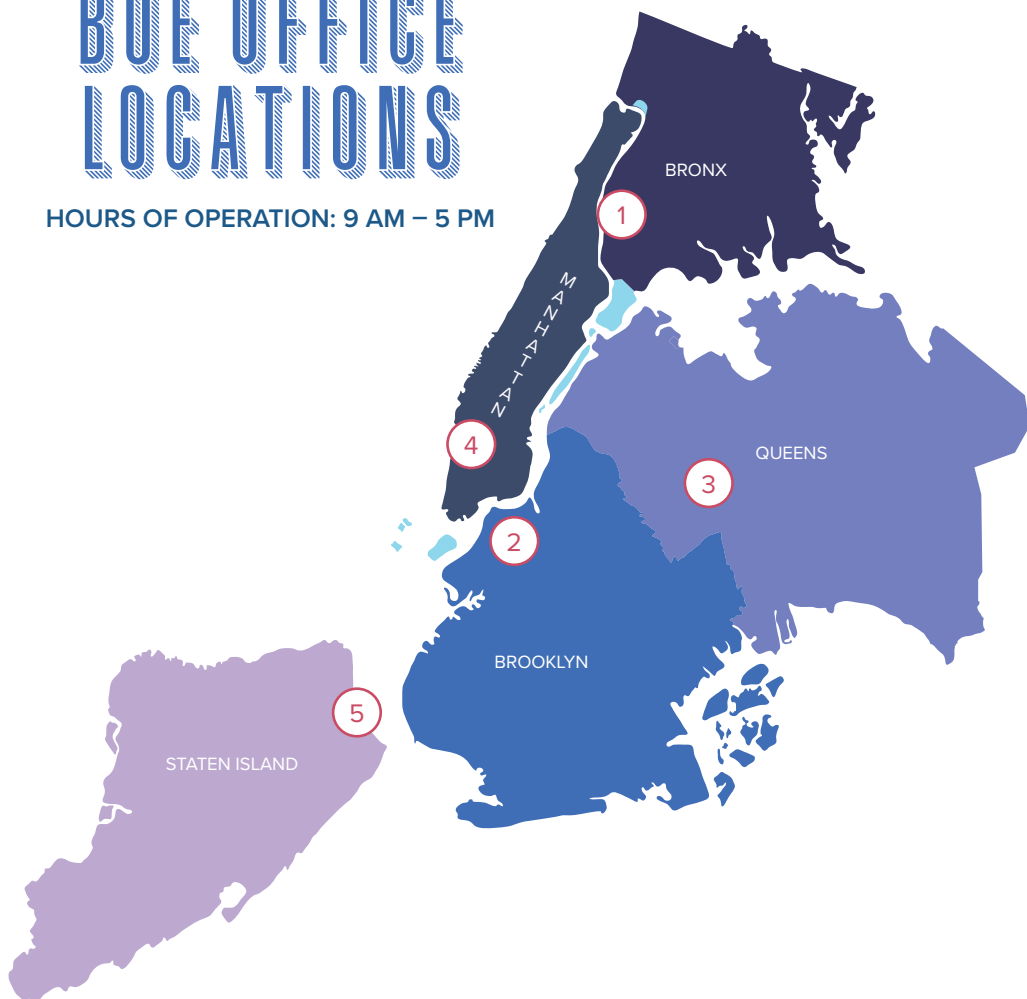 BOE OFFICE
LOCATIONS
HOURS OF OPERATION: 9 AM – 5 PM
BRONX
1
MANHATTAN
4
QUEENS
3
2
BROOKLYN
5
STATEN ISLAND